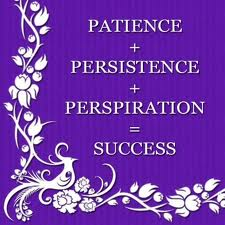 PATIENCE
+
PERSISTENCE
+
PERSPIRATION
=
SUCCESS